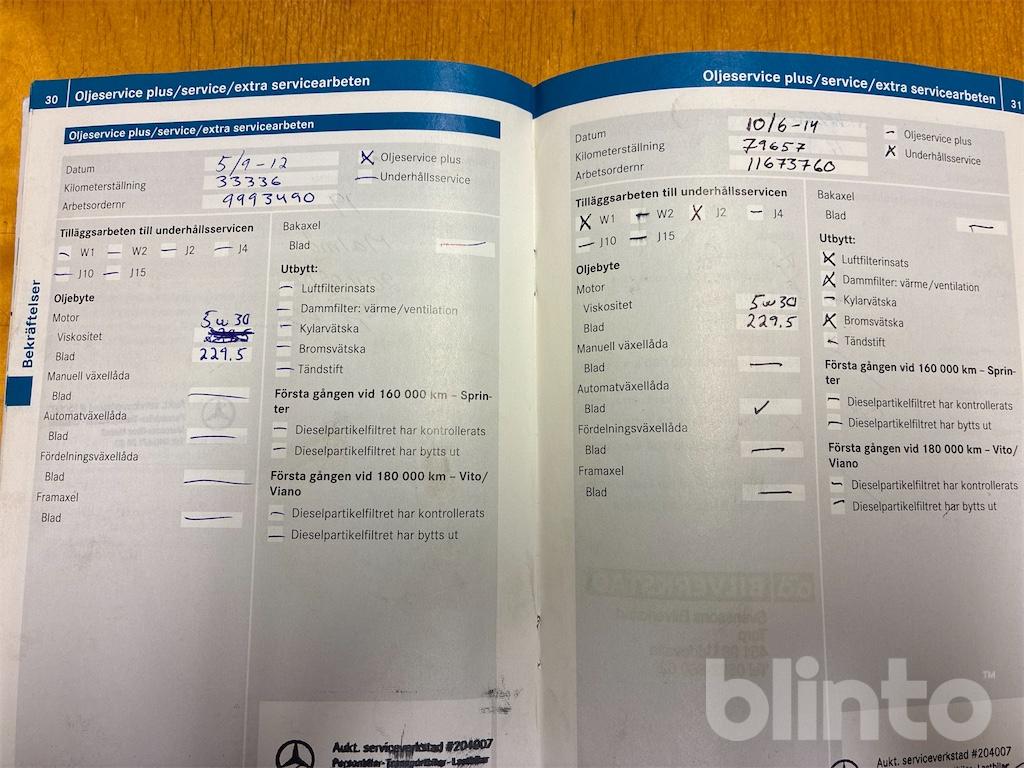 30 Oljeservice plus/service/extra servicearbeten
Oljeservice plus/service/extra servicearbeten
Datum 5/9-12
Kilometerställning 33336
Arbetsordernr 9993490
X Oljeservice plus
— Underhållsservice
Tilläggsarbeten till underhållsservicen
— W1 — W2 — J2 — J4
— J10 — J15
Oljebyte
Motor
Viskositet 5w30
Blad 229.5
Manuell växellåda
Blad —
Automatväxellåda
Blad —
Fördelningsväxellåda
Blad —
Framaxel
Blad —
Bakaxel
Blad —
Utbytt:
— Luftfilterinsats
— Dammfilter: värme/ventilation
— Kylarvätska
— Bromsvätska
— Tändstift
Första gången vid 160 000 km – Sprin-
ter
— Dieselpartikelfiltret har kontrollerats
— Dieselpartikelfiltret har bytts ut
Första gången vid 180 000 km – Vito/
Viano
— Dieselpartikelfiltret har kontrollerats
— Dieselpartikelfiltret har bytts ut
Bekräftelser
Aukt. serviceverkstad #204007
Personbilar-Transportbilar-Lastbilar
Oljeservice plus/service/extra servicearbeten 31
Datum 10/6-14
Kilometerställning 79657
Arbetsordernr 11673760
— Oljeservice plus
X Underhållsservice
Tilläggsarbeten till underhållsservicen
X W1 — W2 X J2 — J4
— J10 — J15
Oljebyte
Motor
Viskositet 5w30
Blad 229.5
Manuell växellåda
Blad —
Automatväxellåda
Blad ✓
Fördelningsväxellåda
Blad —
Framaxel
Blad —
Bakaxel
Blad —
Utbytt:
X Luftfilterinsats
X Dammfilter: värme/ventilation
— Kylarvätska
X Bromsvätska
— Tändstift
Första gången vid 160 000 km – Sprin-
ter
— Dieselpartikelfiltret har kontrollerats
— Dieselpartikelfiltret har bytts ut
Första gången vid 180 000 km – Vito/
Viano
— Dieselpartikelfiltret har kontrollerats
— Dieselpartikelfiltret har bytts ut
Aukt. serviceverkstad #204007
blinto™